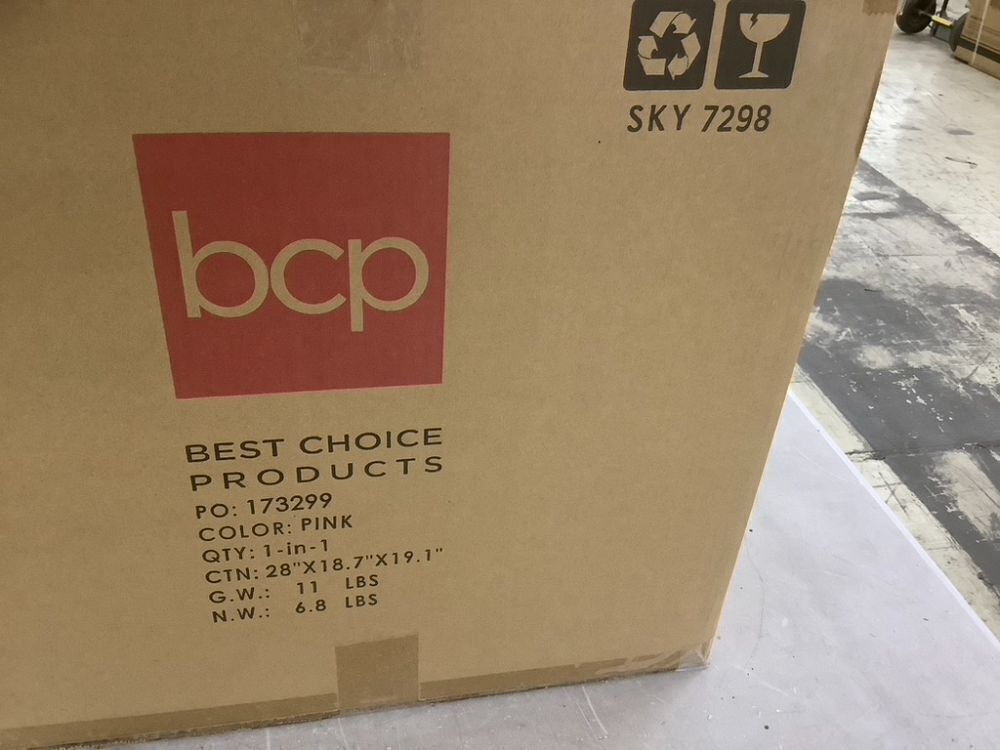 SKY 7298
bcp
BEST CHOICE
PRODUCTS
PO: 173299
COLOR: PINK
QTY: 1-in-1
CTN: 28"X18.7"X19.1"
G.W.: 11 LBS
N.W.: 6.8 LBS